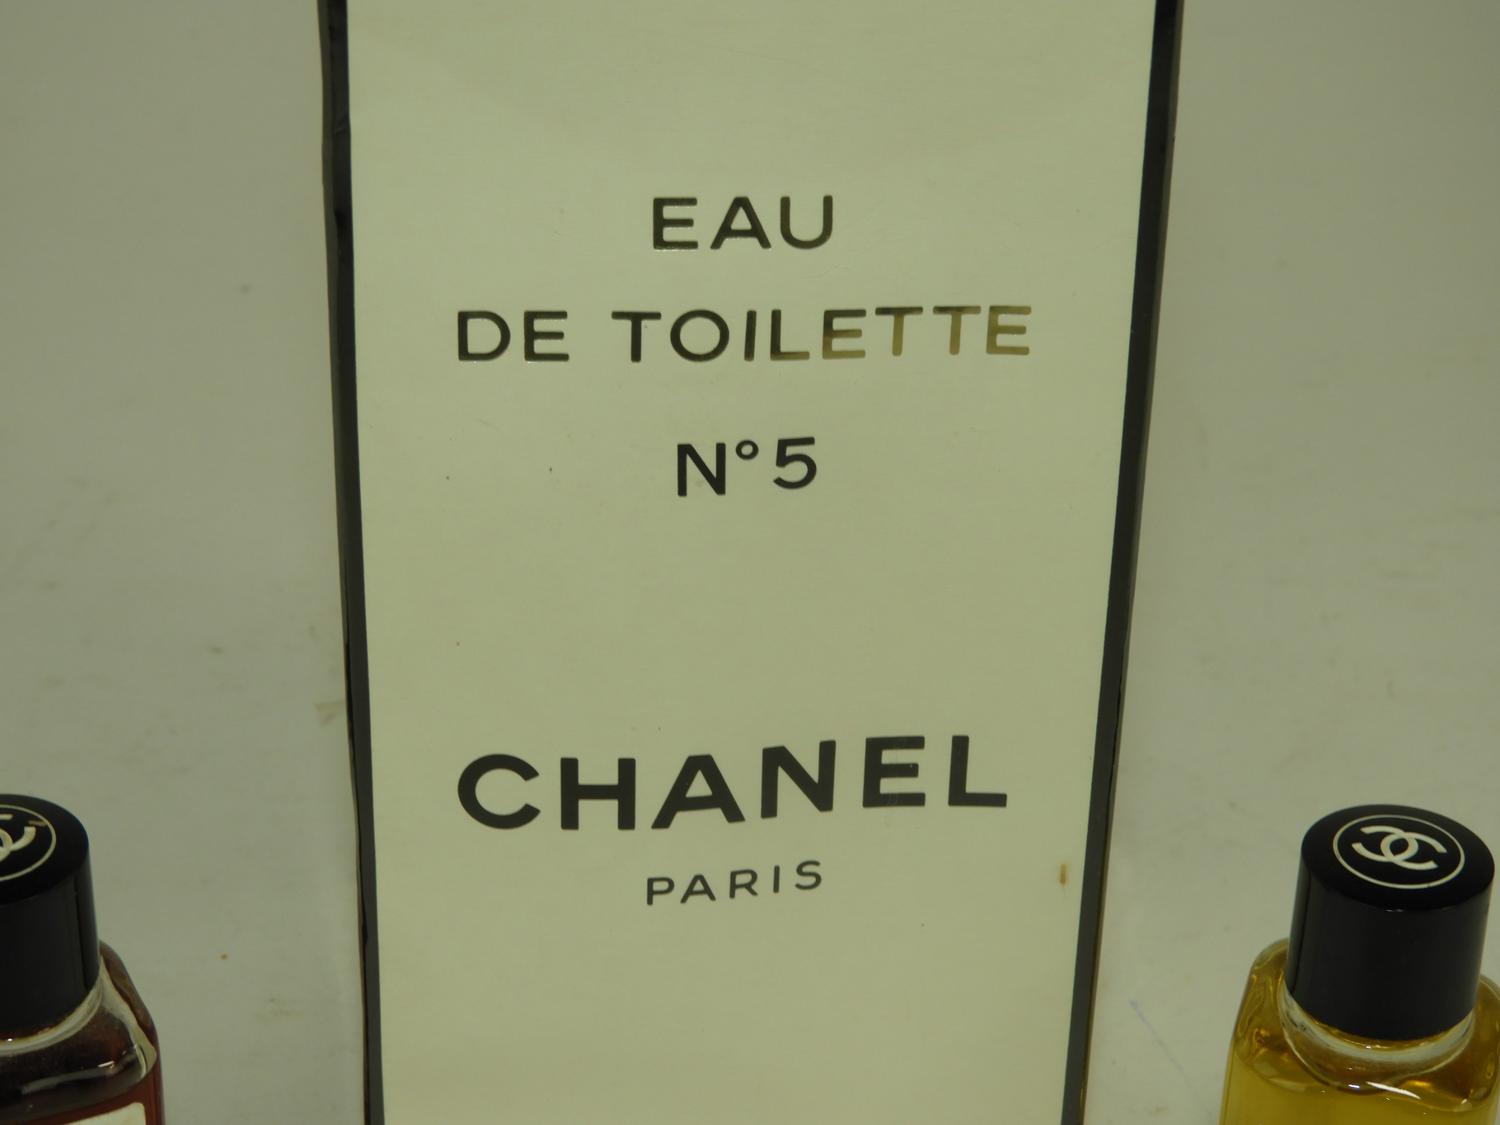 EAU
DE TOILETTE
N°5
CHANEL
PARIS